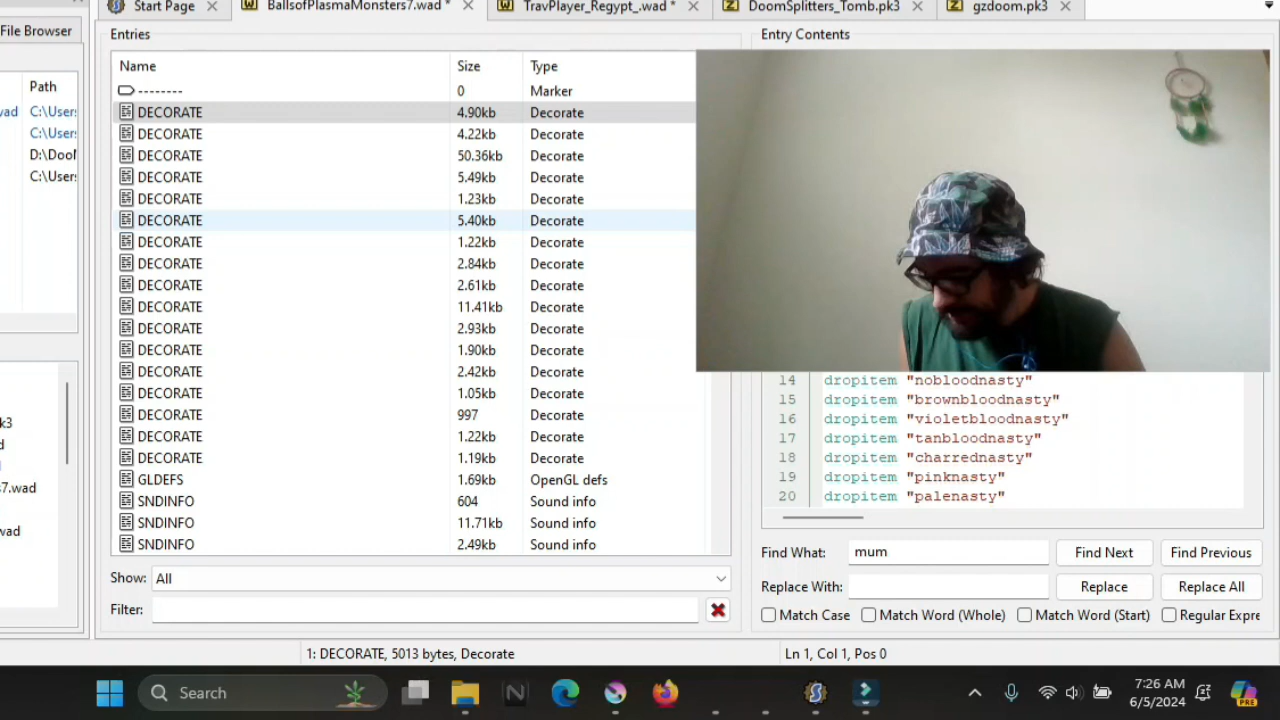 Start Page
BallsofPlasmaMonsters7.wad *
TravPlayer_Regypt_.wad *
DoomSplitters_Tomb.pk3
gzdoom.pk3
File Browser
Entries
Entry Contents
Path
Name Size Type
-------- 0 Marker
wad C:\Users
DECORATE 4.90kb Decorate
C:\Users
DECORATE 4.22kb Decorate
D:\Doo
DECORATE 50.36kb Decorate
C:\Users
DECORATE 5.49kb Decorate
DECORATE 1.23kb Decorate
DECORATE 5.40kb Decorate
DECORATE 1.22kb Decorate
DECORATE 2.84kb Decorate
DECORATE 2.61kb Decorate
DECORATE 11.41kb Decorate
DECORATE 2.93kb Decorate
DECORATE 1.90kb Decorate
DECORATE 2.42kb Decorate
DECORATE 1.05kb Decorate
DECORATE 997 Decorate
DECORATE 1.22kb Decorate
DECORATE 1.19kb Decorate
GLDEFS 1.69kb OpenGL defs
SNDINFO 604 Sound info
SNDINFO 11.71kb Sound info
SNDINFO 2.49kb Sound info
k3
d
s7.wad
wad
14 dropitem "nobloodnasty"
15 dropitem "brownbloodnasty"
16 dropitem "violetbloodnasty"
17 dropitem "tanbloodnasty"
18 dropitem "charrednasty"
19 dropitem "pinknasty"
20 dropitem "palenasty"
Show: All
Filter:
Find What: mum Find Next Find Previous
Replace With: Replace Replace All
Match Case Match Word (Whole) Match Word (Start) Regular Expre
1: DECORATE, 5013 bytes, Decorate
Ln 1, Col 1, Pos 0
Search
7:26 AM
6/5/2024
PRE